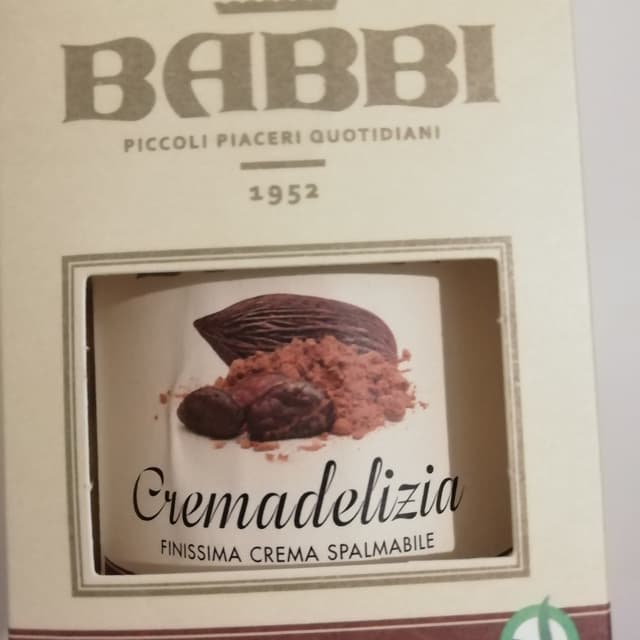 BABBI
PICCOLI PIACERI QUOTIDIANI
1952
Cremadelizia
FINISSIMA CREMA SPALMABILE